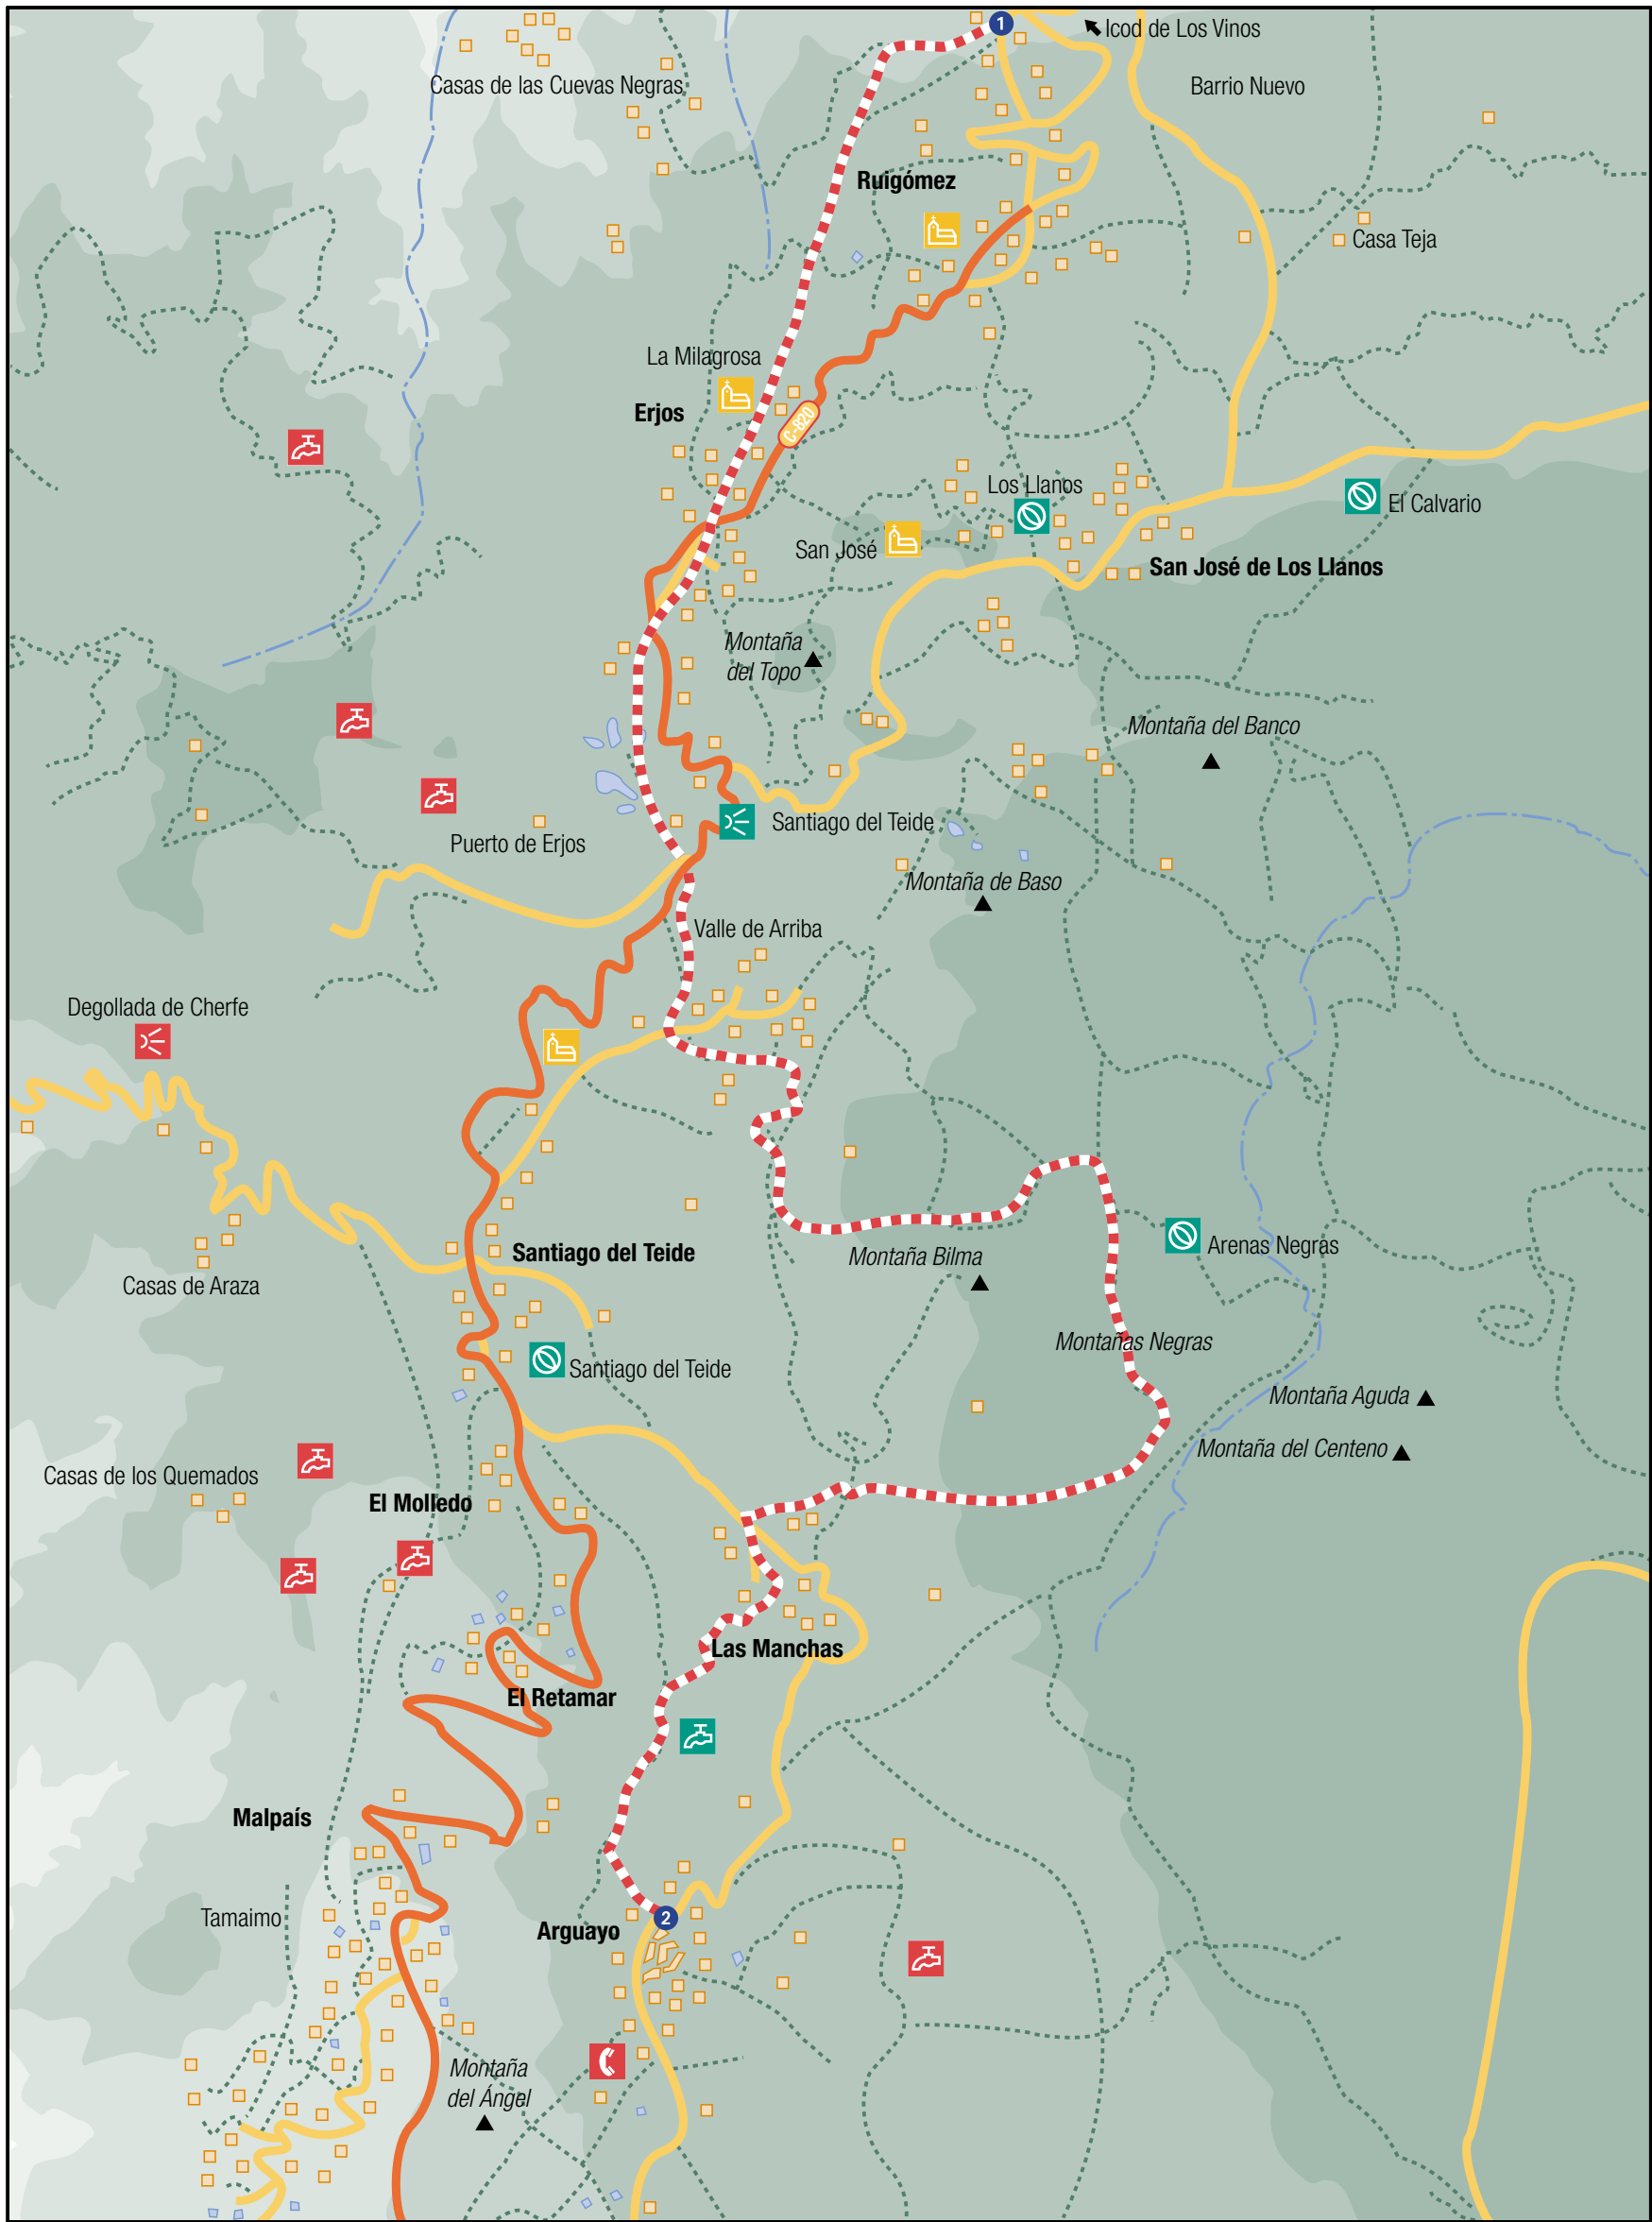 1
Icod de Los Vinos
Casas de las Cuevas Negras
Barrio Nuevo
Ruigómez
Casa Teja
La Milagrosa
Erjos
C-820
Los Llanos
El Calvario
San José
San José de Los Llanos
Montaña
del Topo
Montaña del Banco
Santiago del Teide
Puerto de Erjos
Montaña de Baso
Valle de Arriba
Degollada de Cherfe
Arenas Negras
Santiago del Teide
Montaña Bilma
Casas de Araza
Montañas Negras
Santiago del Teide
Montaña Aguda
Montaña del Centeno
Casas de los Quemados
El Molledo
Las Manchas
El Retamar
Malpaís
Tamaimo
2
Arguayo
Montaña
del Ángel